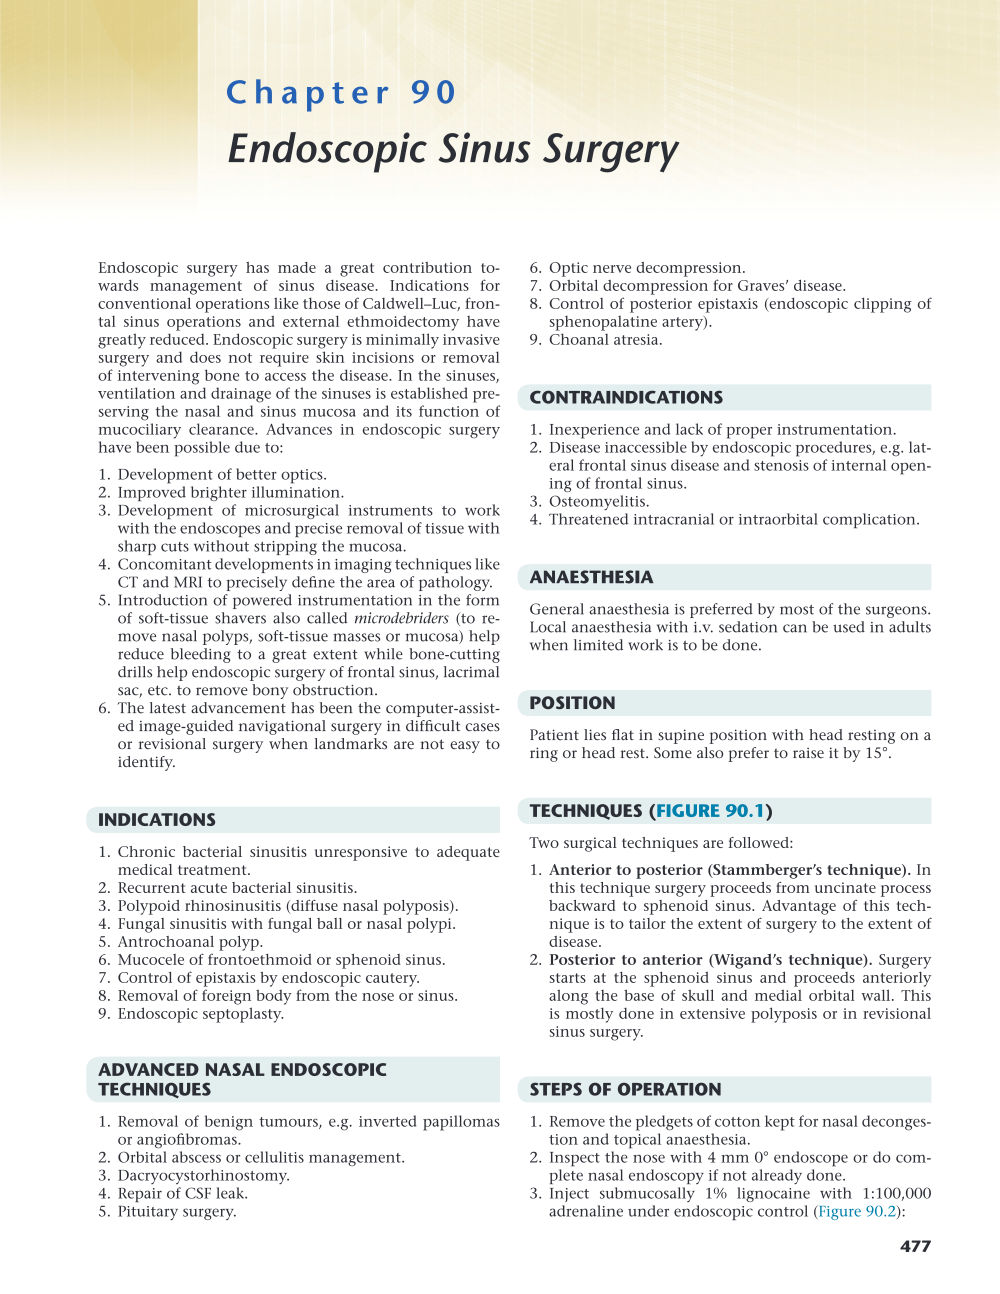 Chapter 90
Endoscopic Sinus Surgery
Endoscopic surgery has made a great contribution to-
wards management of sinus disease. Indications for
conventional operations like those of Caldwell–Luc, fron-
tal sinus operations and external ethmoidectomy have
greatly reduced. Endoscopic surgery is minimally invasive
surgery and does not require skin incisions or removal
of intervening bone to access the disease. In the sinuses,
ventilation and drainage of the sinuses is established pre-
serving the nasal and sinus mucosa and its function of
mucociliary clearance. Advances in endoscopic surgery
have been possible due to:
1. Development of better optics.
2. Improved brighter illumination.
3. Development of microsurgical instruments to work
with the endoscopes and precise removal of tissue with
sharp cuts without stripping the mucosa.
4. Concomitant developments in imaging techniques like
CT and MRI to precisely define the area of pathology.
5. Introduction of powered instrumentation in the form
of soft-tissue shavers also called microdebriders (to re-
move nasal polyps, soft-tissue masses or mucosa) help
reduce bleeding to a great extent while bone-cutting
drills help endoscopic surgery of frontal sinus, lacrimal
sac, etc. to remove bony obstruction.
6. The latest advancement has been the computer-assist-
ed image-guided navigational surgery in difficult cases
or revisional surgery when landmarks are not easy to
identify.
INDICATIONS
1. Chronic bacterial sinusitis unresponsive to adequate
medical treatment.
2. Recurrent acute bacterial sinusitis.
3. Polypoid rhinosinusitis (diffuse nasal polyposis).
4. Fungal sinusitis with fungal ball or nasal polypi.
5. Antrochoanal polyp.
6. Mucocele of frontoethmoid or sphenoid sinus.
7. Control of epistaxis by endoscopic cautery.
8. Removal of foreign body from the nose or sinus.
9. Endoscopic septoplasty.
ADVANCED NASAL ENDOSCOPIC
TECHNIQUES
1. Removal of benign tumours, e.g. inverted papillomas
or angiofibromas.
2. Orbital abscess or cellulitis management.
3. Dacryocystorhinostomy.
4. Repair of CSF leak.
5. Pituitary surgery.
6. Optic nerve decompression.
7. Orbital decompression for Graves’ disease.
8. Control of posterior epistaxis (endoscopic clipping of
sphenopalatine artery).
9. Choanal atresia.
CONTRAINDICATIONS
1. Inexperience and lack of proper instrumentation.
2. Disease inaccessible by endoscopic procedures, e.g. lat-
eral frontal sinus disease and stenosis of internal open-
ing of frontal sinus.
3. Osteomyelitis.
4. Threatened intracranial or intraorbital complication.
ANAESTHESIA
General anaesthesia is preferred by most of the surgeons.
Local anaesthesia with i.v. sedation can be used in adults
when limited work is to be done.
POSITION
Patient lies flat in supine position with head resting on a
ring or head rest. Some also prefer to raise it by 15°.
TECHNIQUES (FIGURE 90.1)
Two surgical techniques are followed:
1. Anterior to posterior (Stammberger’s technique). In
this technique surgery proceeds from uncinate process
backward to sphenoid sinus. Advantage of this tech-
nique is to tailor the extent of surgery to the extent of
disease.
2. Posterior to anterior (Wigand’s technique). Surgery
starts at the sphenoid sinus and proceeds anteriorly
along the base of skull and medial orbital wall. This
is mostly done in extensive polyposis or in revisional
sinus surgery.
STEPS OF OPERATION
1. Remove the pledgets of cotton kept for nasal deconges-
tion and topical anaesthesia.
2. Inspect the nose with 4 mm 0° endoscope or do com-
plete nasal endoscopy if not already done.
3. Inject submucosally 1% lignocaine with 1:100,000
adrenaline under endoscopic control (Figure 90.2):
477